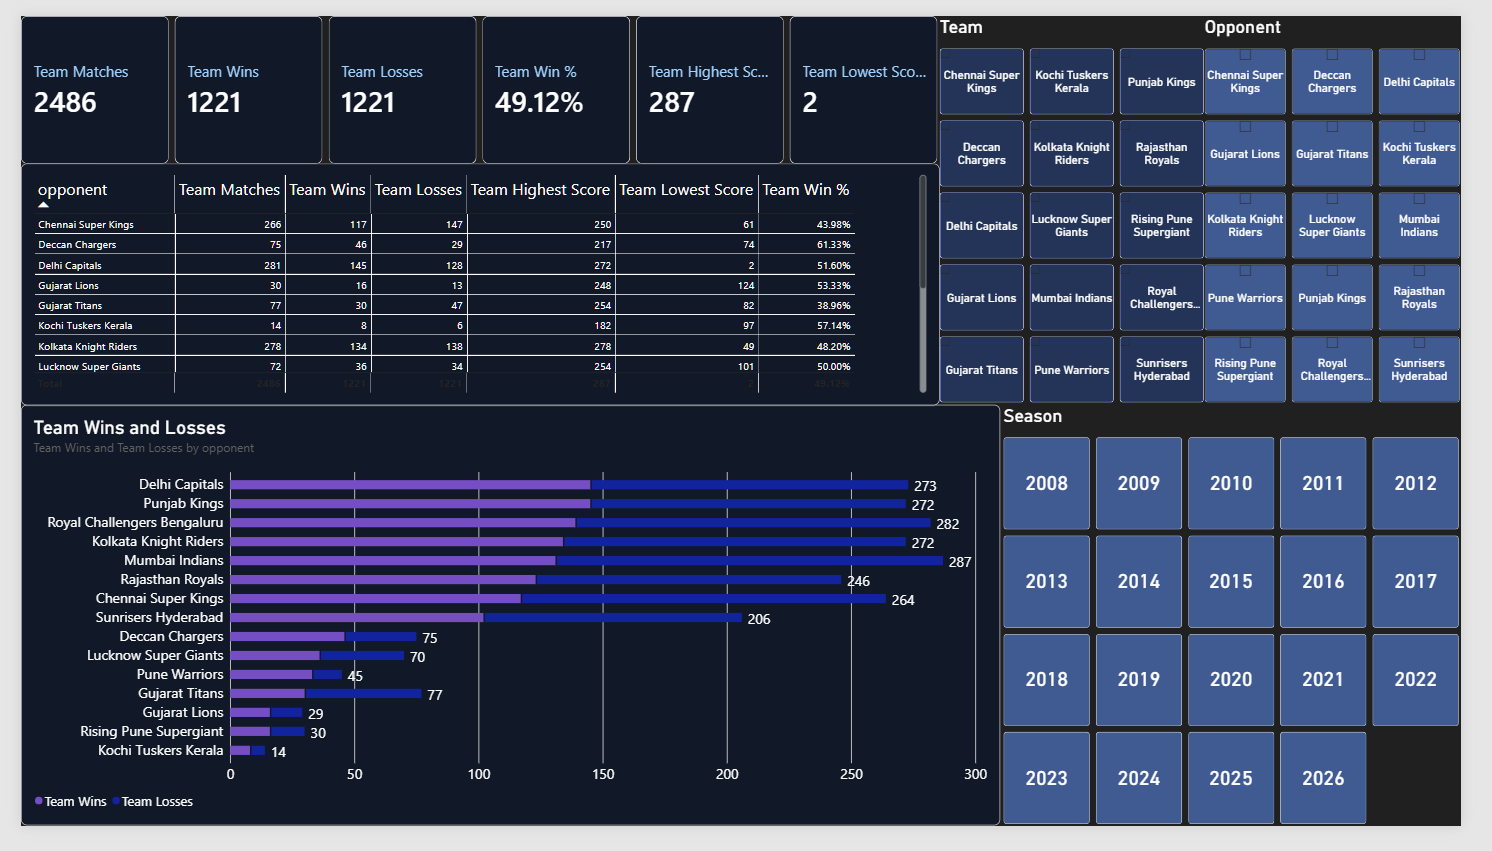 Team Matches
2486
Team Wins
1221
Team Losses
1221
Team Win %
49.12%
Team Highest Sc...
287
Team Lowest Sco...
2
opponent Team Matches Team Wins Team Losses Team Highest Score Team Lowest Score Team Win %
Chennai Super Kings 266 117 147 250 61 43.98%
Deccan Chargers 75 46 29 217 74 61.33%
Delhi Capitals 281 145 128 272 2 51.60%
Gujarat Lions 30 16 13 248 124 53.33%
Gujarat Titans 77 30 47 254 82 38.96%
Kochi Tuskers Kerala 14 8 6 182 97 57.14%
Kolkata Knight Riders 278 134 138 278 49 48.20%
Lucknow Super Giants 72 36 34 254 101 50.00%
Total 2486 1221 1221 287 2 49.12%
Team
Chennai Super
Kings
Kochi Tuskers
Kerala
Punjab Kings
Deccan
Chargers
Kolkata Knight
Riders
Rajasthan
Royals
Delhi Capitals
Lucknow Super
Giants
Rising Pune
Supergiant
Gujarat Lions
Mumbai Indians
Royal
Challengers...
Gujarat Titans
Pune Warriors
Sunrisers
Hyderabad
Opponent
Chennai Super
Kings
Deccan
Chargers
Delhi Capitals
Gujarat Lions
Gujarat Titans
Kochi Tuskers
Kerala
Kolkata Knight
Riders
Lucknow
Super Giants
Mumbai
Indians
Pune Warriors
Punjab Kings
Rajasthan
Royals
Rising Pune
Supergiant
Royal
Challengers...
Sunrisers
Hyderabad
Team Wins and Losses
Team Wins and Team Losses by opponent
Delhi Capitals 273
Punjab Kings 272
Royal Challengers Bengaluru 282
Kolkata Knight Riders 272
Mumbai Indians 287
Rajasthan Royals 246
Chennai Super Kings 264
Sunrisers Hyderabad 206
Deccan Chargers 75
Lucknow Super Giants 70
Pune Warriors 45
Gujarat Titans 77
Gujarat Lions 29
Rising Pune Supergiant 30
Kochi Tuskers Kerala 14
0 50 100 150 200 250 300
Team Wins Team Losses
Season
2008 2009 2010 2011 2012
2013 2014 2015 2016 2017
2018 2019 2020 2021 2022
2023 2024 2025 2026